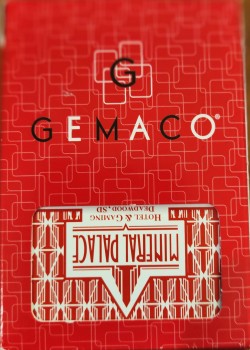 G
GEMACO®
MINERAL PALACE
HOTEL & GAMING
DEADWOOD, SD